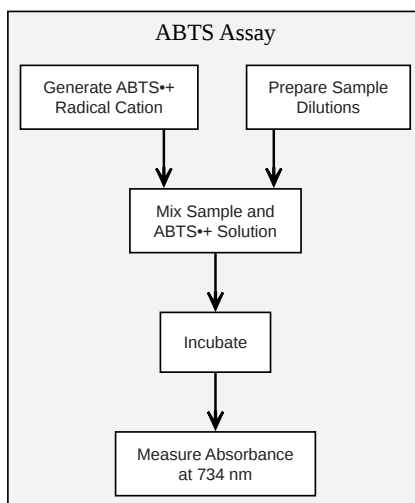 ABTS Assay
Generate ABTS•+
Radical Cation
Prepare Sample
Dilutions
Mix Sample and
ABTS•+ Solution
Incubate
Measure Absorbance
at 734 nm